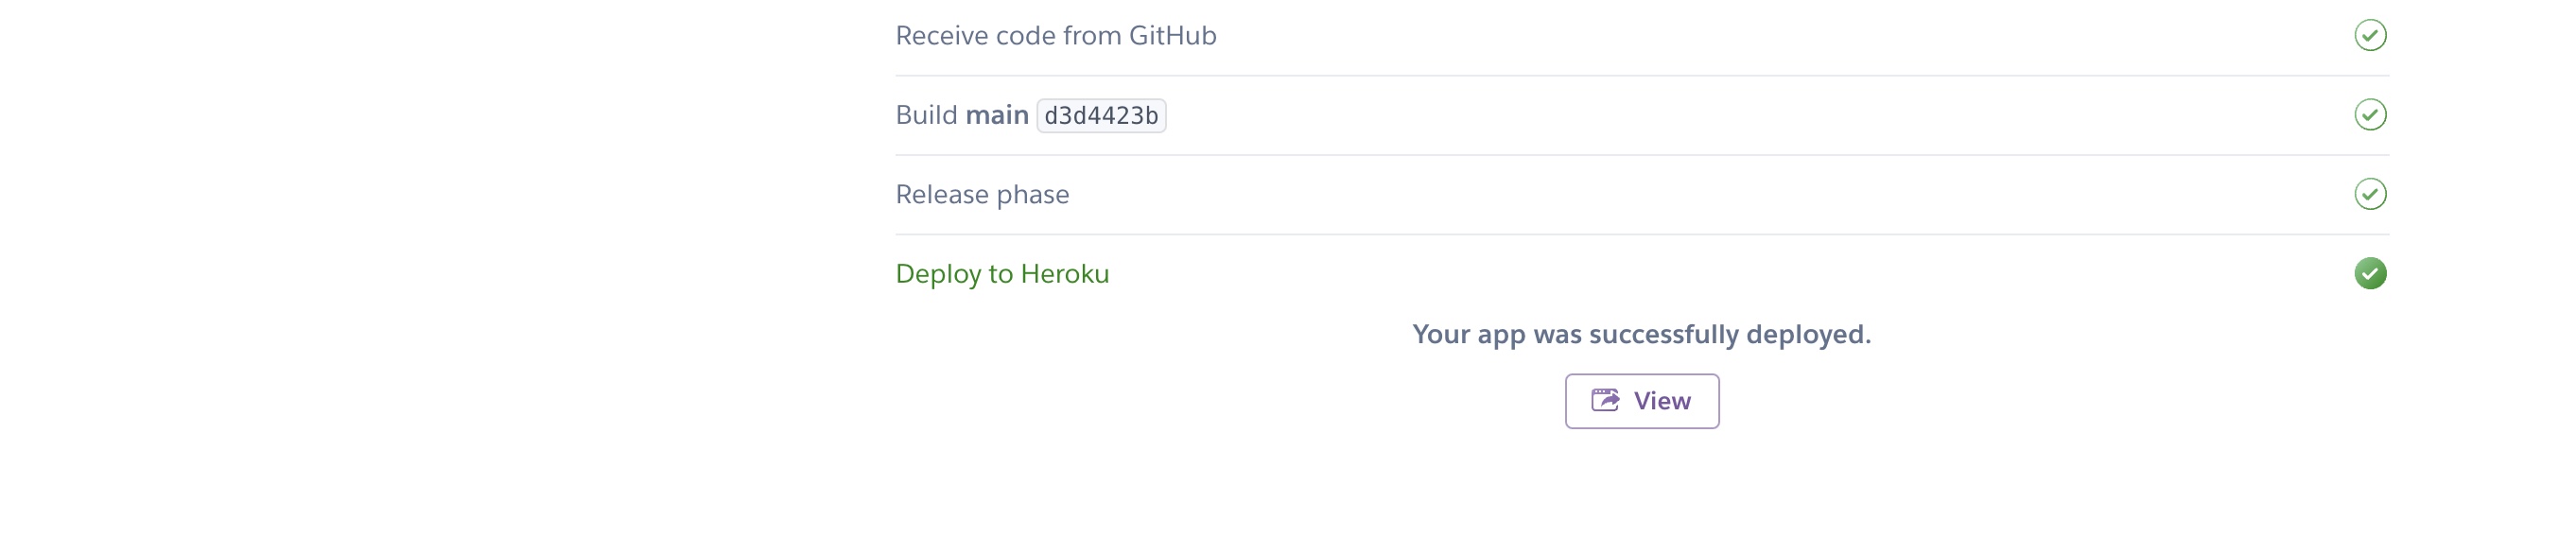 Receive code from GitHub
Build main d3d4423b
Release phase
Deploy to Heroku
Your app was successfully deployed.
View